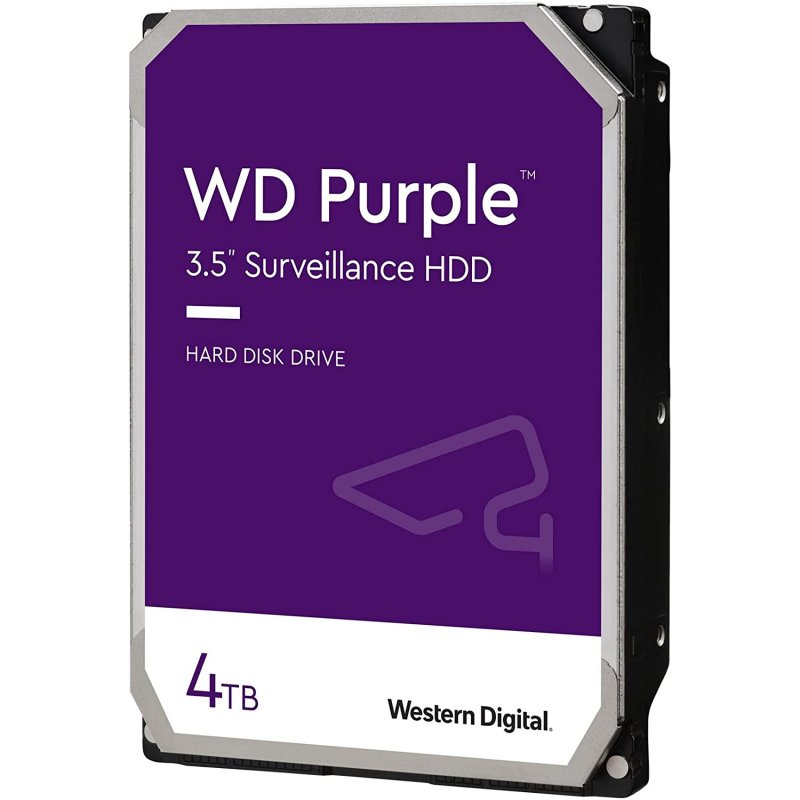 WD Purple™
3.5" Surveillance HDD
HARD DISK DRIVE
4TB
Western Digital.